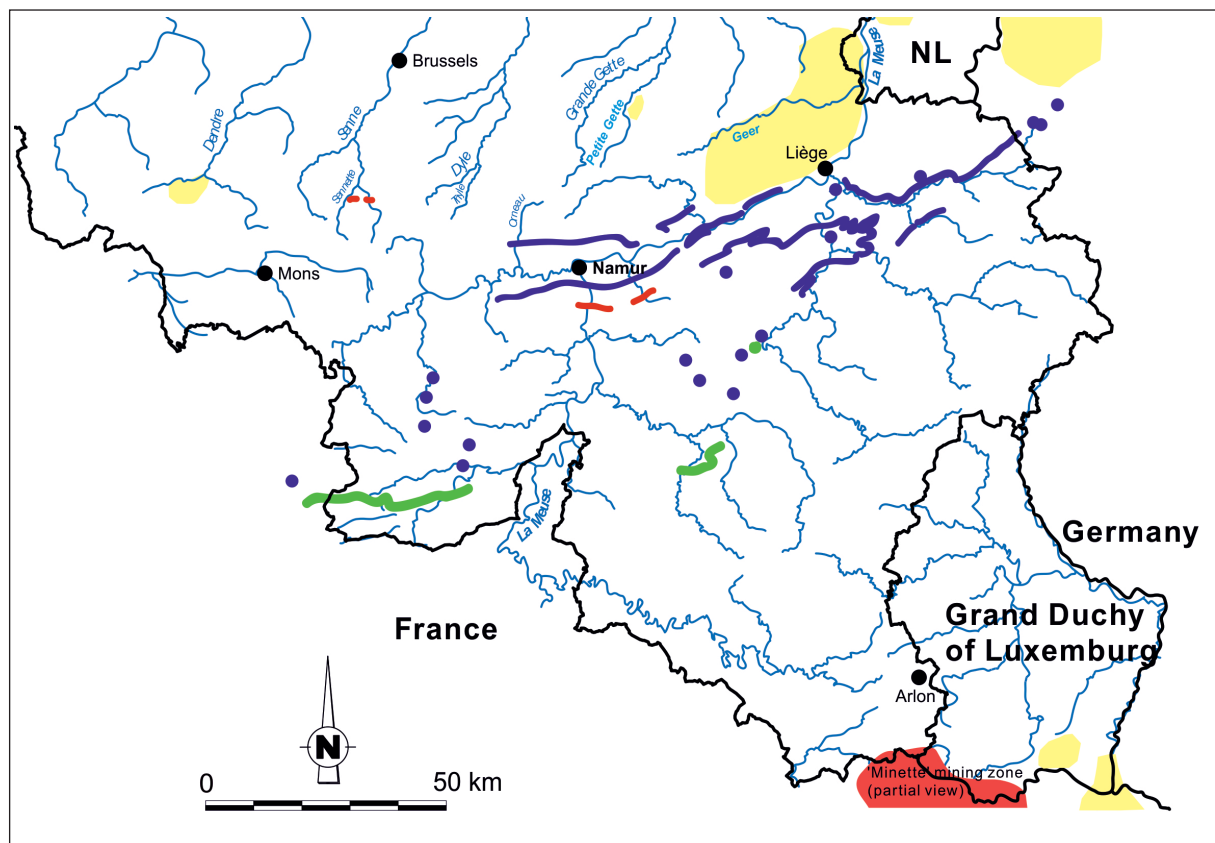 NL
La Meuse
Brussels
Grande Gette
Petite Gette
Senne
Dendre
Dyle
Geer
Liège
Sennette
Thyle
Orneau
Namur
Mons
La Meuse
Germany
France
Grand Duchy
of Luxemburg
Arlon
N
0
50 km
'Minette' mining zone
(partial view)